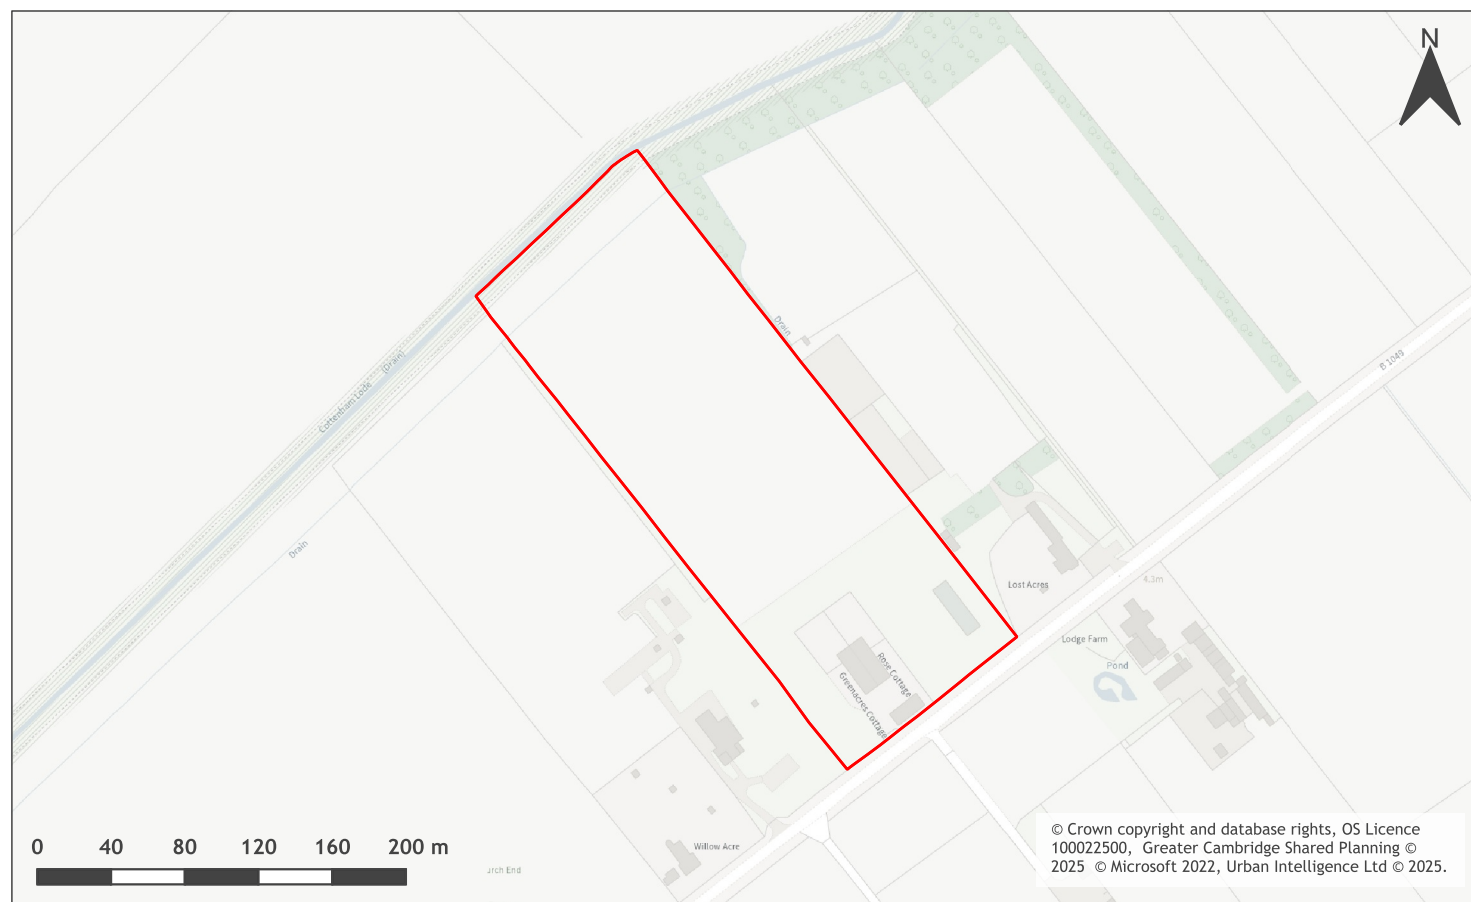 N
Cottenham Lode (Drain)
Drain
B 1049
Drain
Lost Acres
4.3m
Lodge Farm
Pond
Rose Cottage
Greenacres Cottage
Willow Acre
urch End
0 40 80 120 160 200 m
© Crown copyright and database rights, OS Licence
100022500, Greater Cambridge Shared Planning ©
2025 © Microsoft 2022, Urban Intelligence Ltd © 2025.